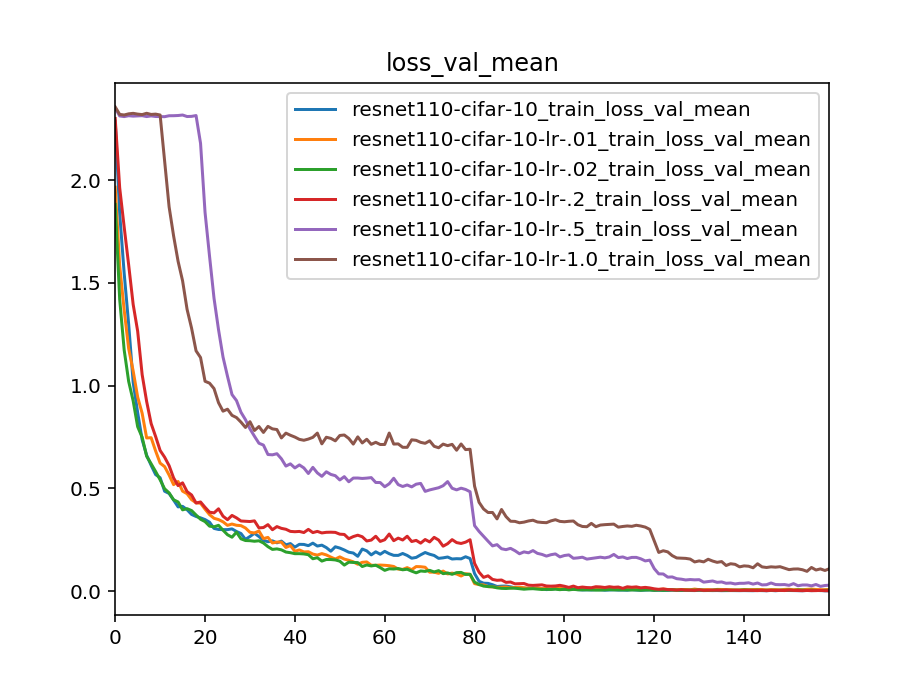 loss_val_mean
resnet110-cifar-10_train_loss_val_mean
resnet110-cifar-10-lr-.01_train_loss_val_mean
resnet110-cifar-10-lr-.02_train_loss_val_mean
resnet110-cifar-10-lr-.2_train_loss_val_mean
resnet110-cifar-10-lr-.5_train_loss_val_mean
resnet110-cifar-10-lr-1.0_train_loss_val_mean
2.0
1.5
1.0
0.5
0.0
0 20 40 60 80 100 120 140